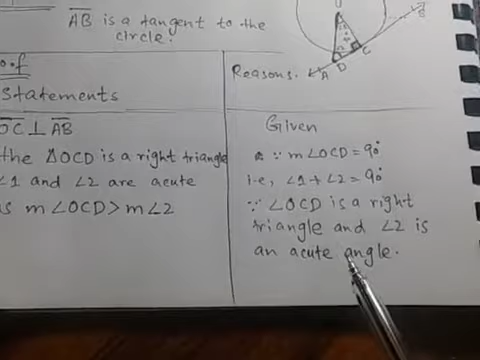 AB is a tangent to the
circle.
O
B
C
D
A
of
Statements
Reasons.
OC ⊥ AB
Given
the ΔOCD is a right triangle
∵ m∠OCD = 90°
∠1 and ∠2 are acute
i.e, ∠1 + ∠2 = 90°
as m∠OCD > m∠2
∵ ∠OCD is a right
triangle and ∠2 is
an acute angle.